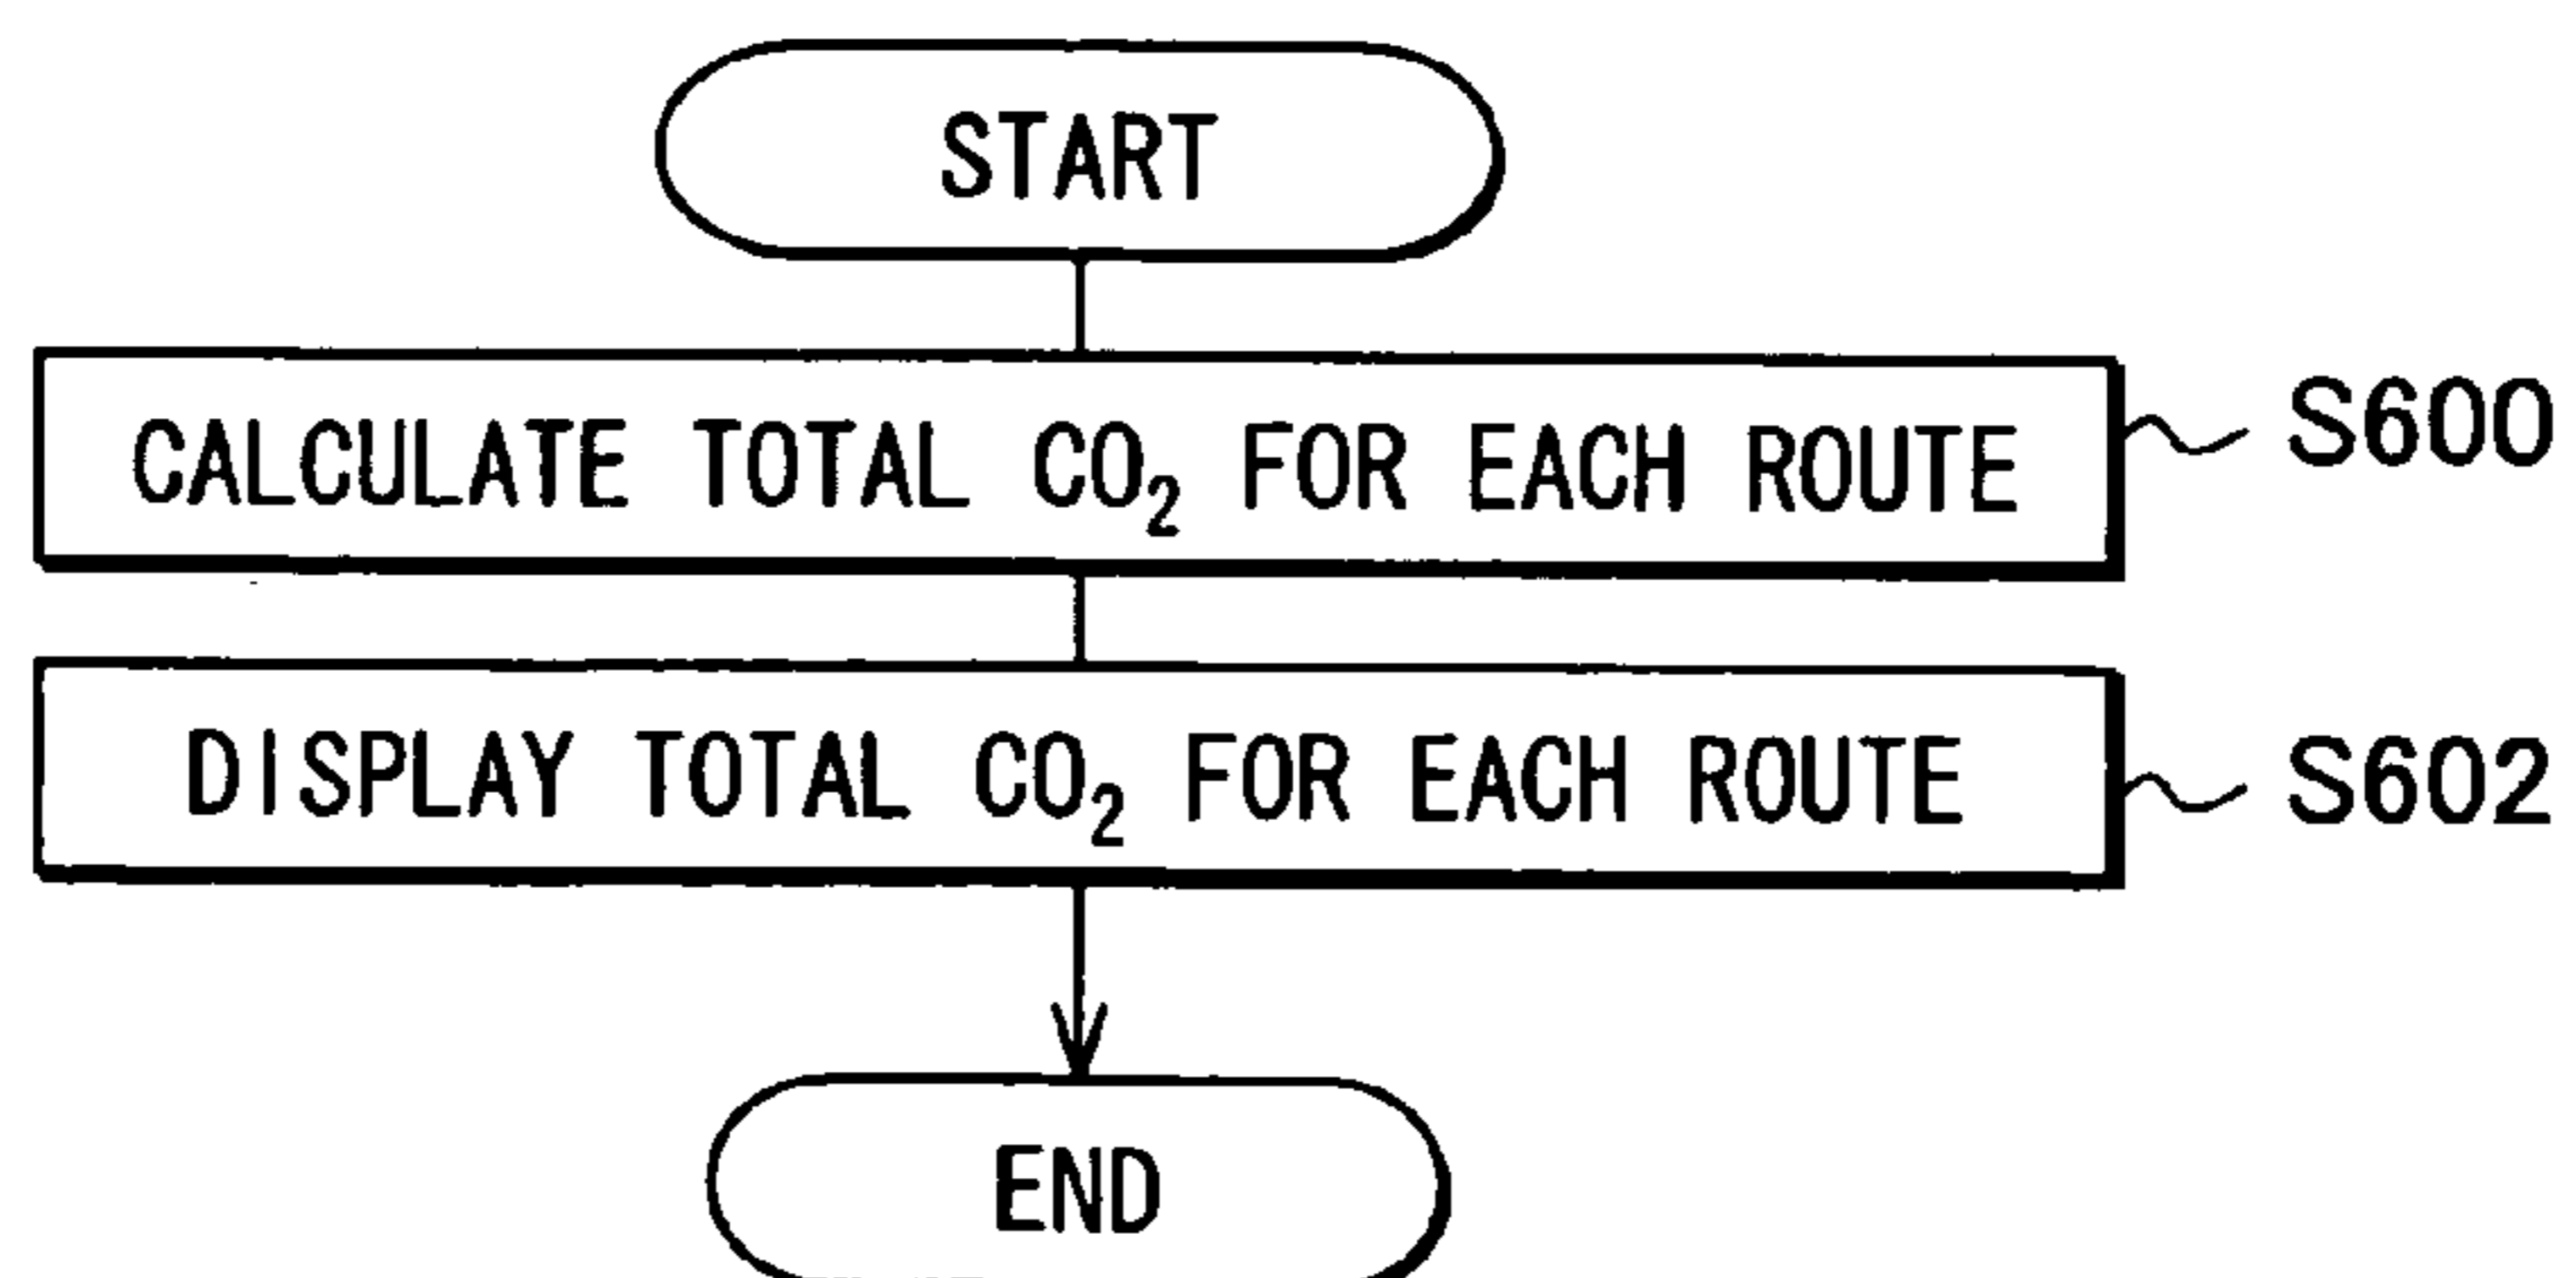 START
CALCULATE TOTAL CO₂ FOR EACH ROUTE
S600
DISPLAY TOTAL CO₂ FOR EACH ROUTE
S602
END